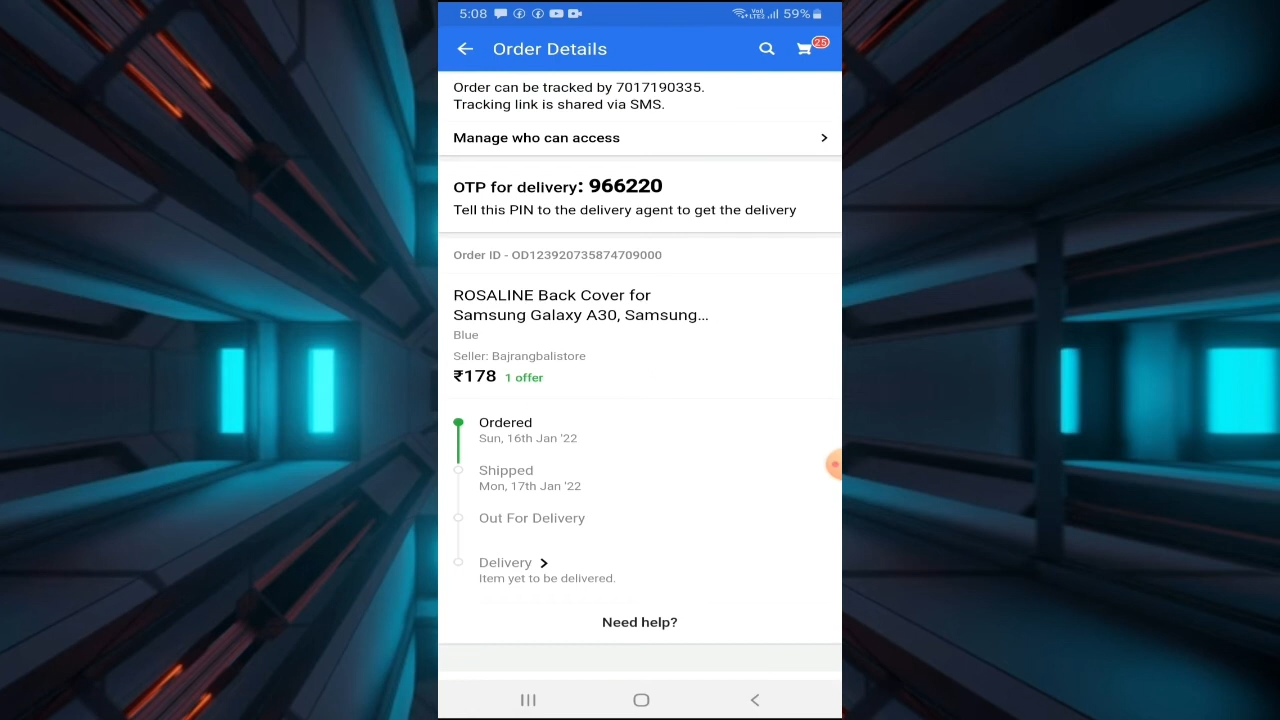 5:08 59%
Order Details 25
Order can be tracked by 7017190335.
Tracking link is shared via SMS.
Manage who can access
OTP for delivery: 966220
Tell this PIN to the delivery agent to get the delivery
Order ID - OD123920735874709000
ROSALINE Back Cover for
Samsung Galaxy A30, Samsung...
Blue
Seller: Bajrangbalistore
₹178 1 offer
Ordered
Sun, 16th Jan '22
Shipped
Mon, 17th Jan '22
Out For Delivery
Delivery
Item yet to be delivered.
Need help?